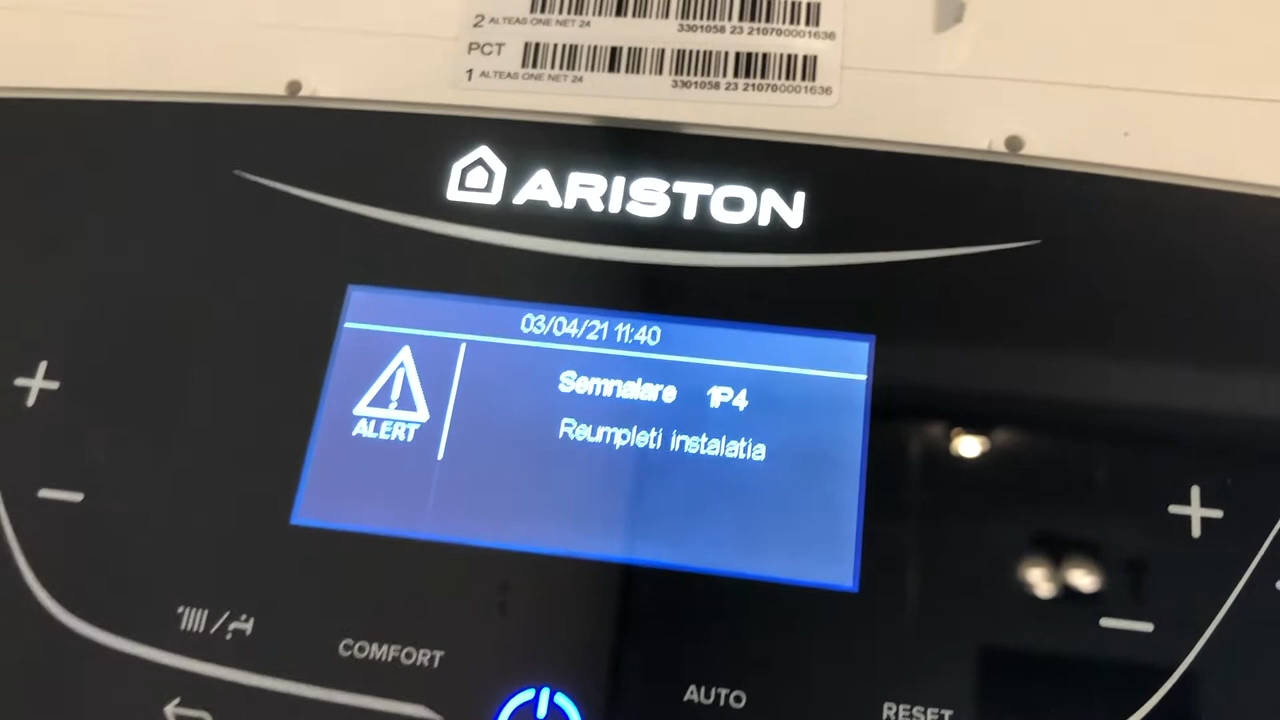 2 ALTEAS ONE NET 24
3301058 23 210700001636
PCT
1 ALTEAS ONE NET 24
3301058 23 210700001636
ARISTON
03/04/21 11:40
Semnalare 1P4
ALERT
Reumpleti instalatia
COMFORT
AUTO
RESET